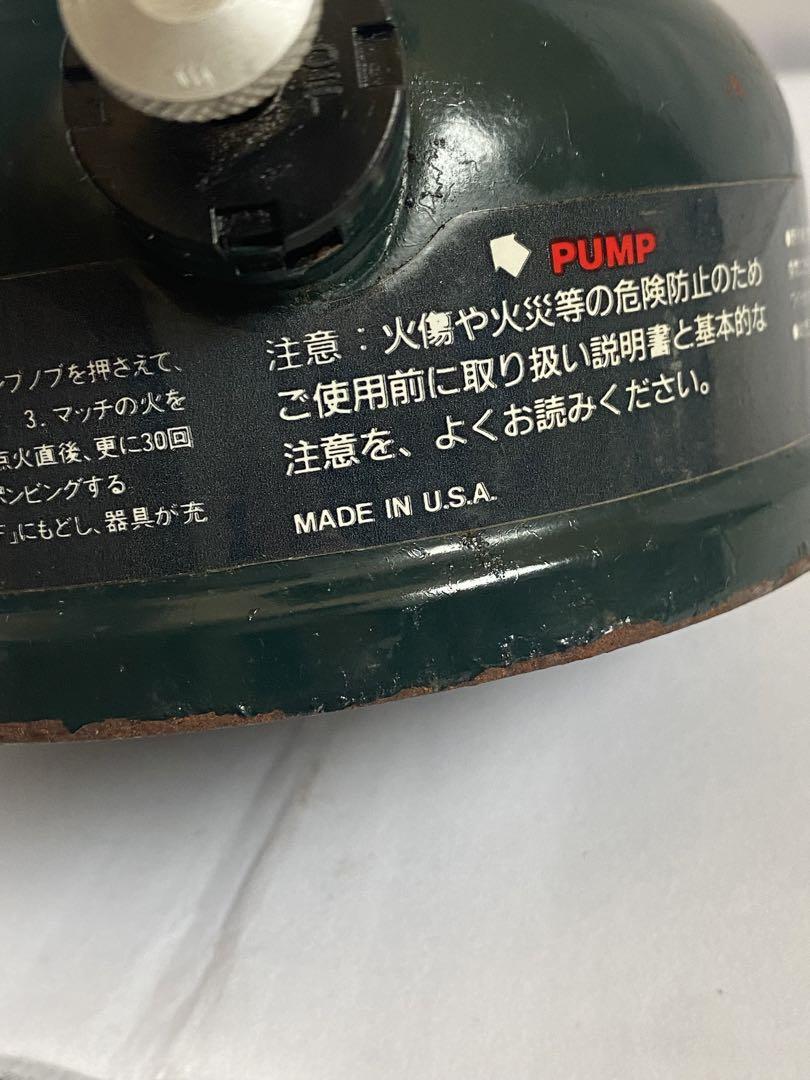 OIL
PUMP
注意：火傷や火災等の危険防止のため
ご使用前に取り扱い説明書と基本的な
注意を、よくお読みください。
MADE IN U.S.A.
ノブを押さえて、
3. マッチの火を
点火直後、更に30回
ンピングする
にもどし、器具が充